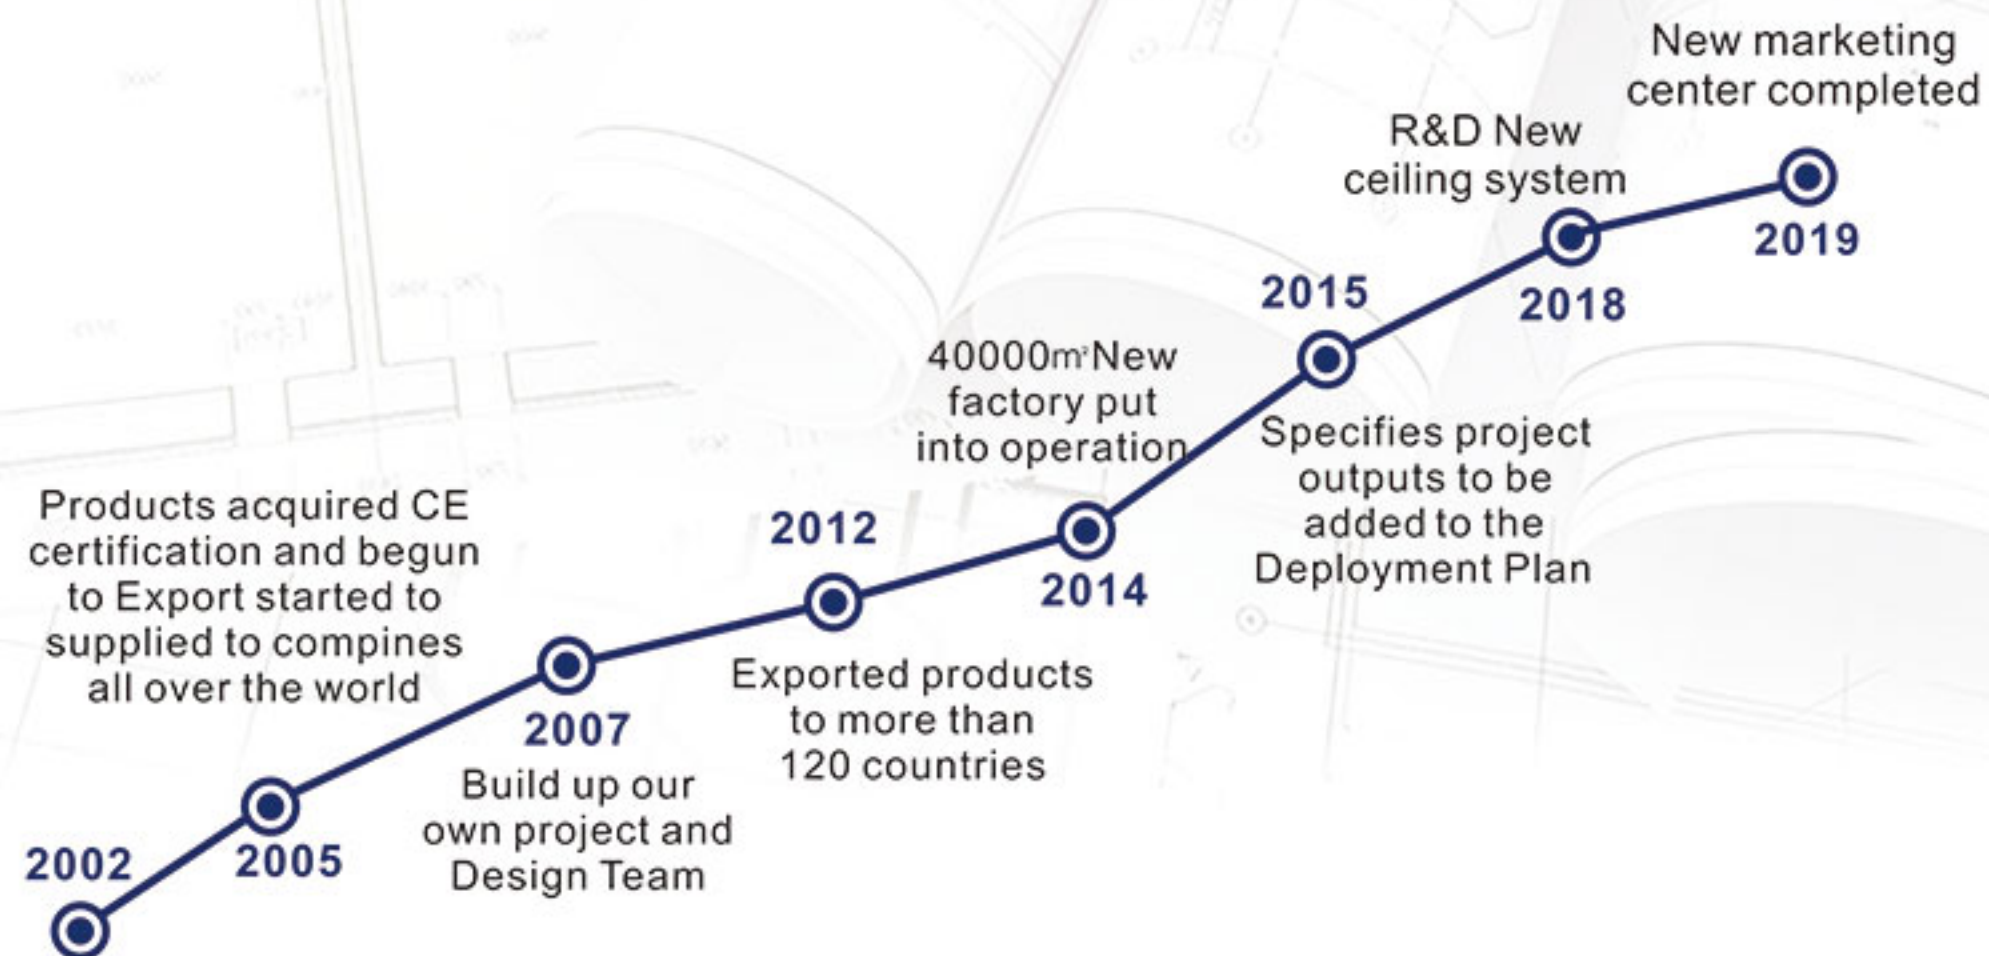 New marketing
center completed
2019
R&D New
ceiling system
2018
2015
Specifies project
outputs to be
added to the
Deployment Plan
40000m²New
factory put
into operation
2014
2012
Exported products
to more than
120 countries
2007
Build up our
own project and
Design Team
Products acquired CE
certification and begun
to Export started to
supplied to compines
all over the world
2005
2002